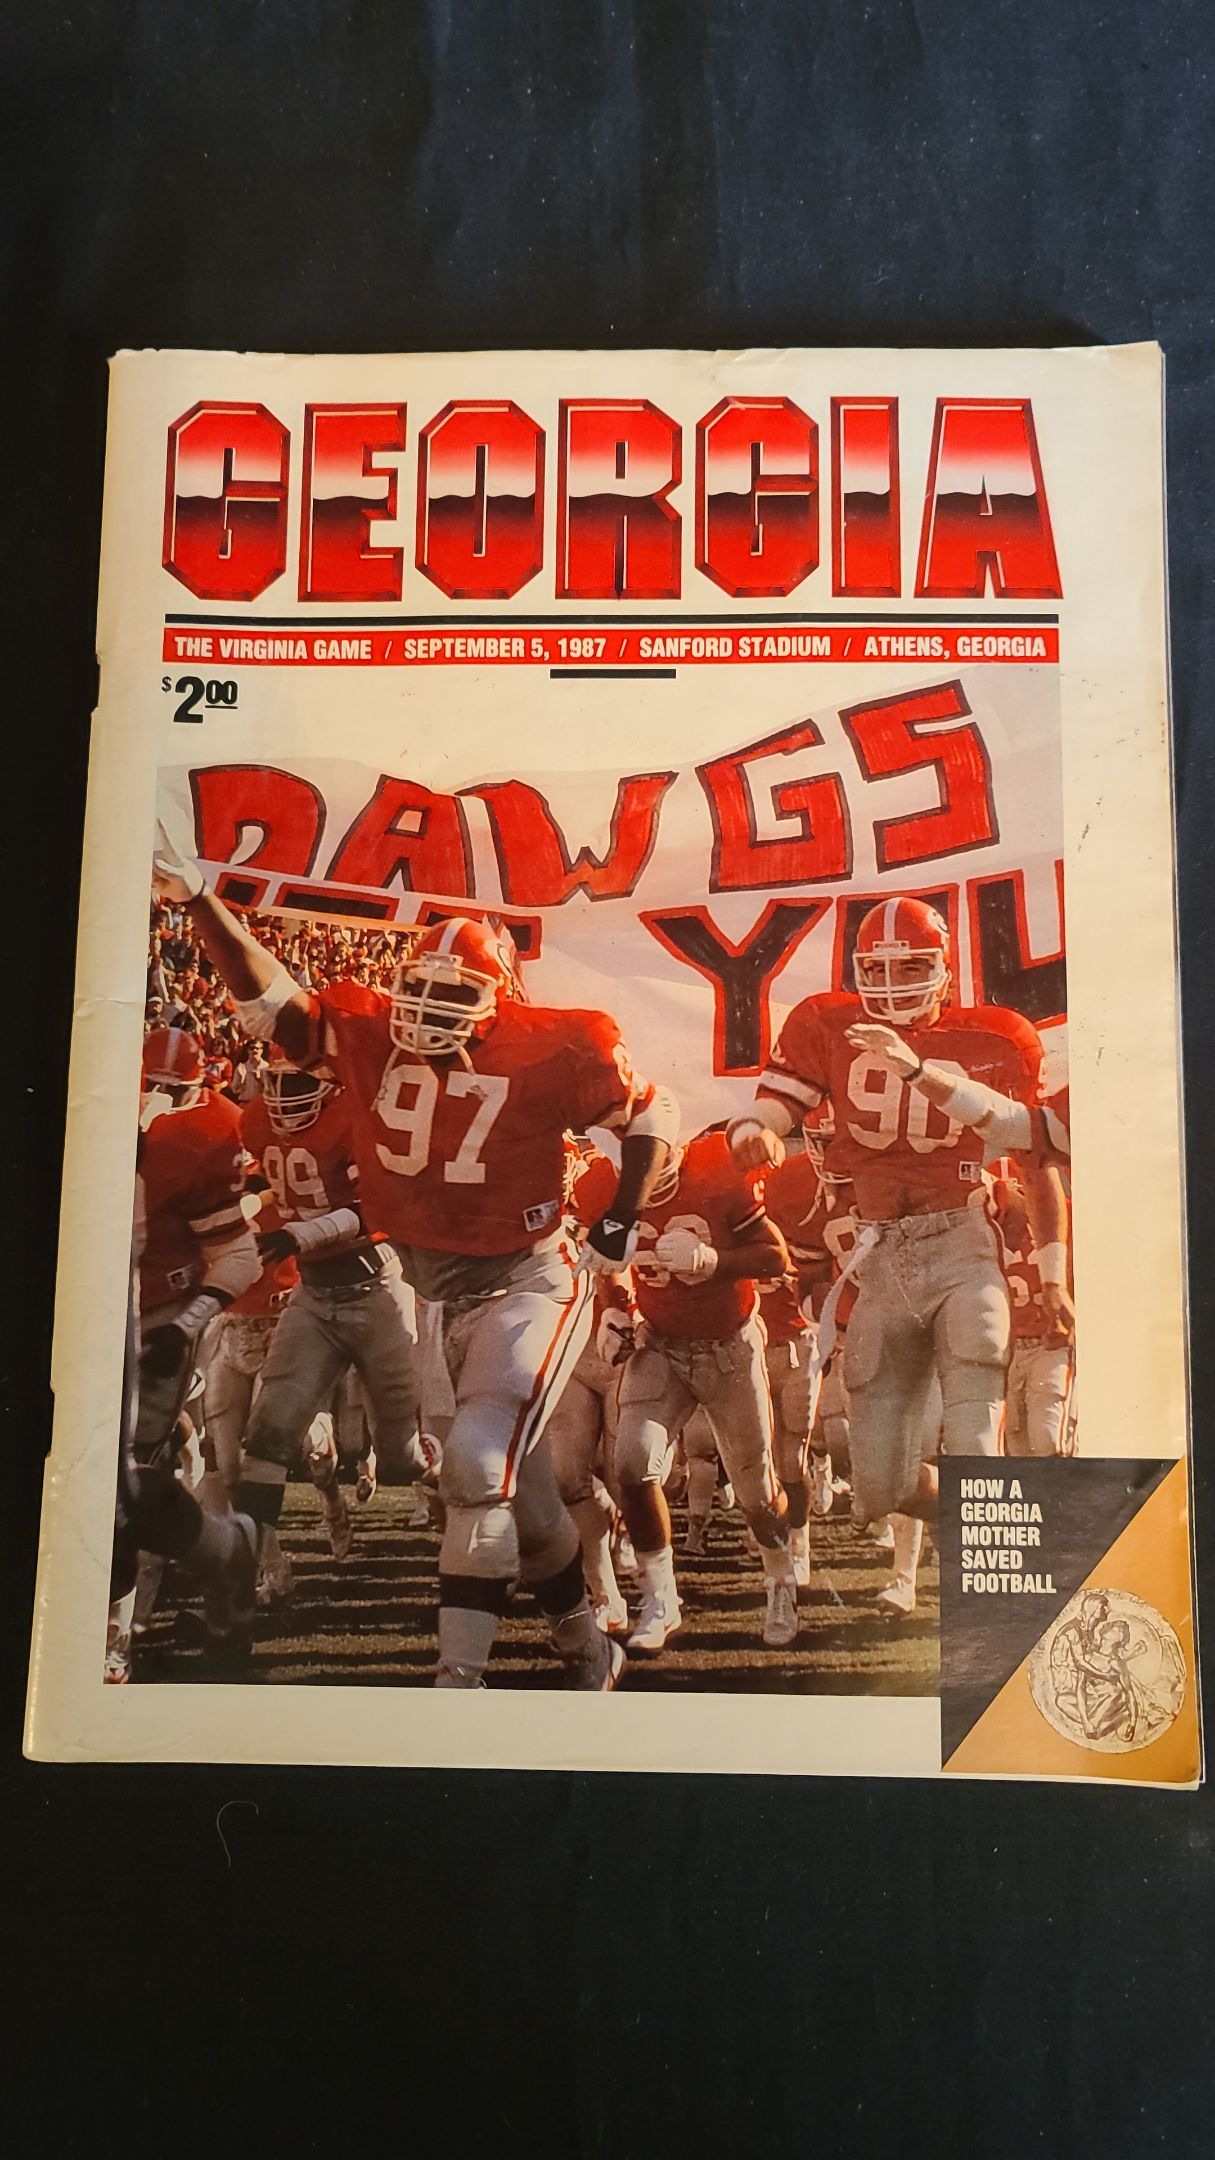 GEORGIA
THE VIRGINIA GAME / SEPTEMBER 5, 1987 / SANFORD STADIUM / ATHENS, GEORGIA
$2.00
DAWGS
YOU
97
90
99
HOW A
GEORGIA
MOTHER
SAVED
FOOTBALL